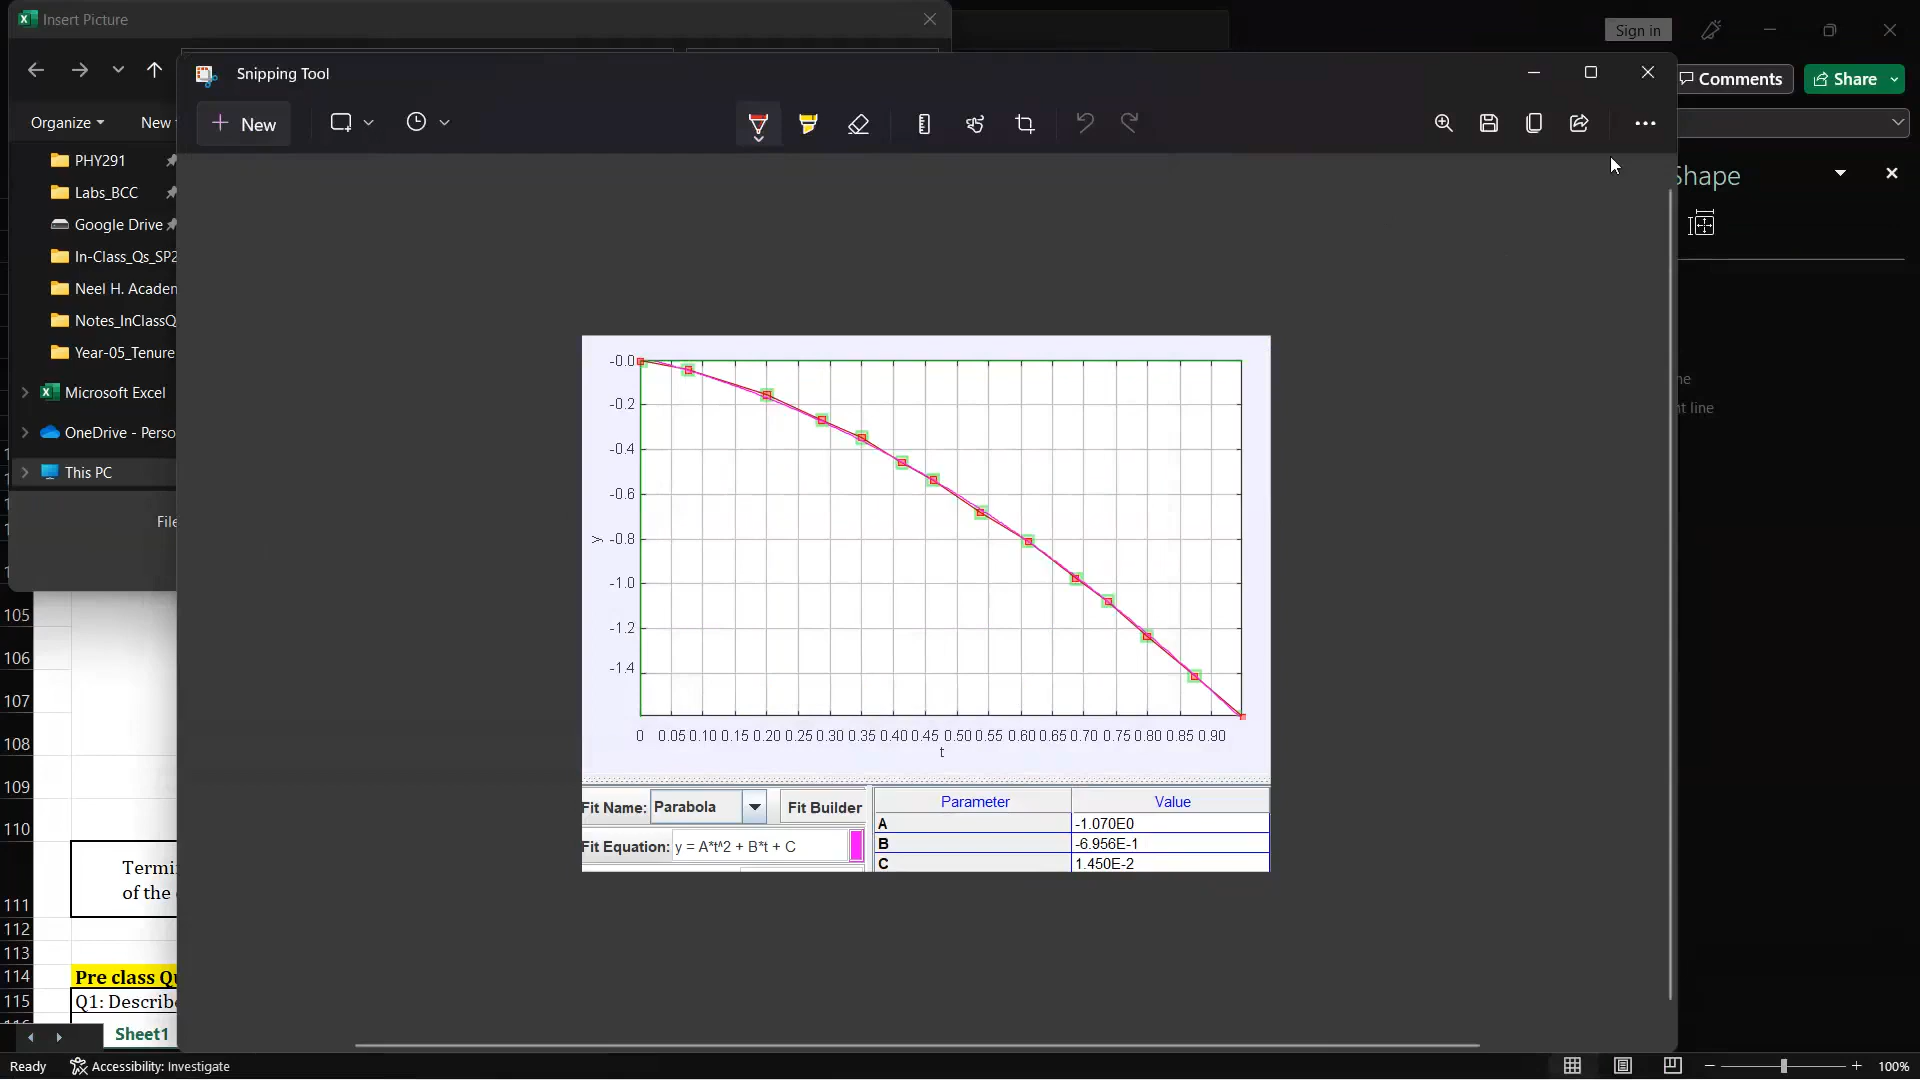 Insert Picture
Sign in
Snipping Tool
Comments
Share
Organize
New
New
PHY291
Labs_BCC
Google Drive
In-Class_Qs_SP2
Neel H. Acaden
Notes_InClassQ
Year-05_Tenure
Microsoft Excel
OneDrive - Perso
This PC
File
Shape
ne
nt line
-0.0
-0.2
-0.4
-0.6
-0.8
-1.0
-1.2
-1.4
y
0 0.05 0.10 0.15 0.20 0.25 0.30 0.35 0.40 0.45 0.50 0.55 0.60 0.65 0.70 0.75 0.80 0.85 0.90
t
Fit Name: Parabola Fit Builder
Fit Equation: y = A*t^2 + B*t + C
Parameter Value
A -1.070E0
B -6.956E-1
C 1.450E-2
105
106
107
108
109
110
111
112
113
114
115
Termi
of the
Pre class Qu
Q1: Describ
Sheet1
Ready
Accessibility: Investigate
100%